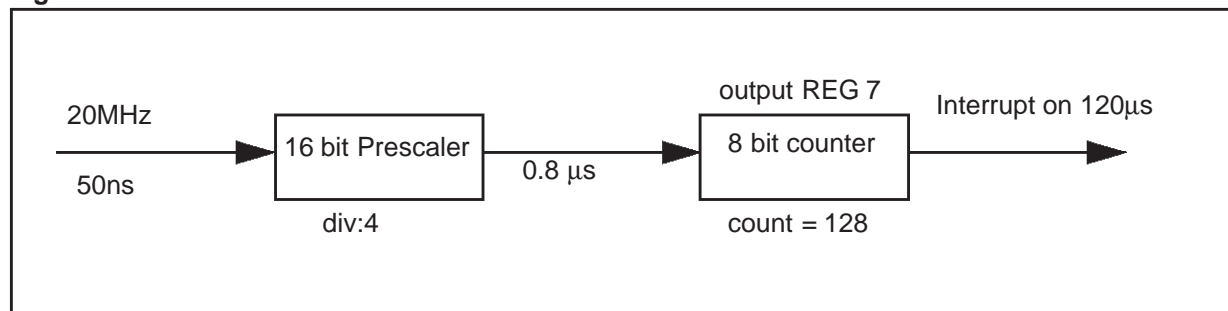 20MHz
50ns
16 bit Prescaler
div:4
0.8 μs
output REG 7
8 bit counter
count = 128
Interrupt on 120μs